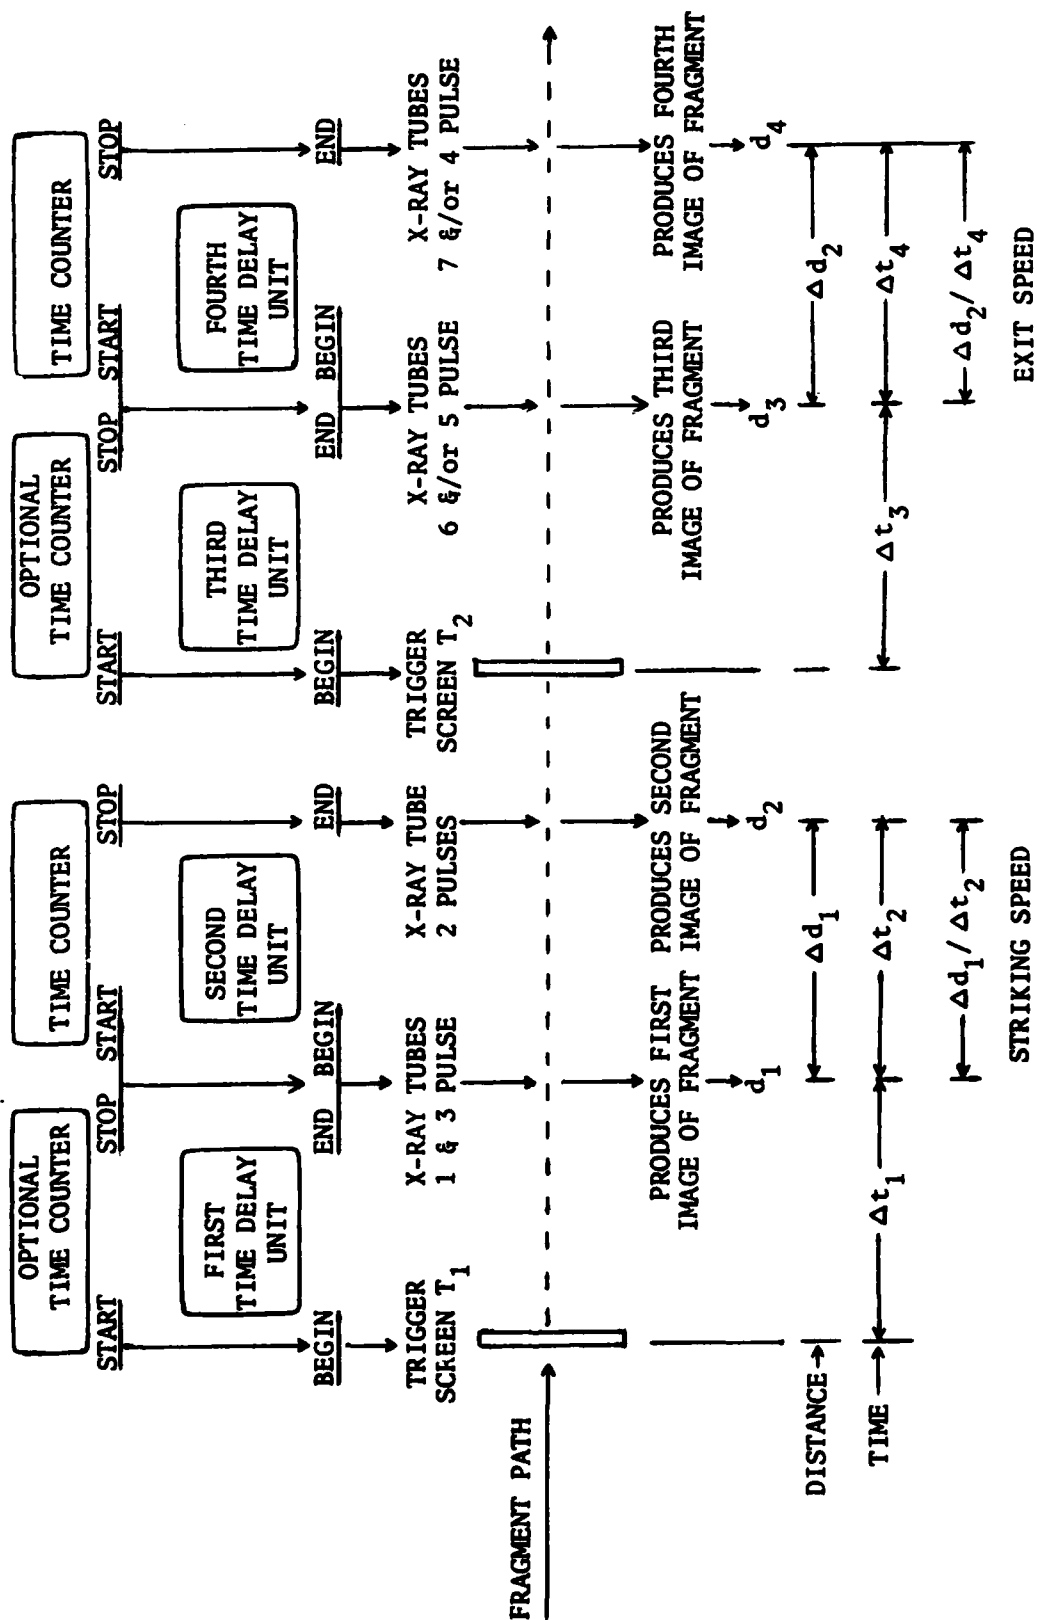 OPTIONAL
TIME COUNTER
TIME COUNTER
OPTIONAL
TIME COUNTER
TIME COUNTER
START
STOP
START
STOP
START
STOP
START
STOP
FIRST
TIME DELAY
UNIT
SECOND
TIME DELAY
UNIT
THIRD
TIME DELAY
UNIT
FOURTH
TIME DELAY
UNIT
BEGIN
END
BEGIN
END
BEGIN
END
BEGIN
END
TRIGGER
SCREEN T1
X-RAY TUBES
1 & 3 PULSE
X-RAY TUBE
2 PULSES
TRIGGER
SCREEN T2
X-RAY TUBES
6 &/or 5 PULSE
X-RAY TUBES
7 &/or 4 PULSE
FRAGMENT PATH
PRODUCES FIRST
IMAGE OF FRAGMENT
PRODUCES SECOND
IMAGE OF FRAGMENT
PRODUCES THIRD
IMAGE OF FRAGMENT
PRODUCES FOURTH
IMAGE OF FRAGMENT
d1
d2
d3
d4
DISTANCE
Δd1
Δd2
TIME
Δt1
Δt2
Δt3
Δt4
Δd1/Δt2
Δd2/Δt4
STRIKING SPEED
EXIT SPEED